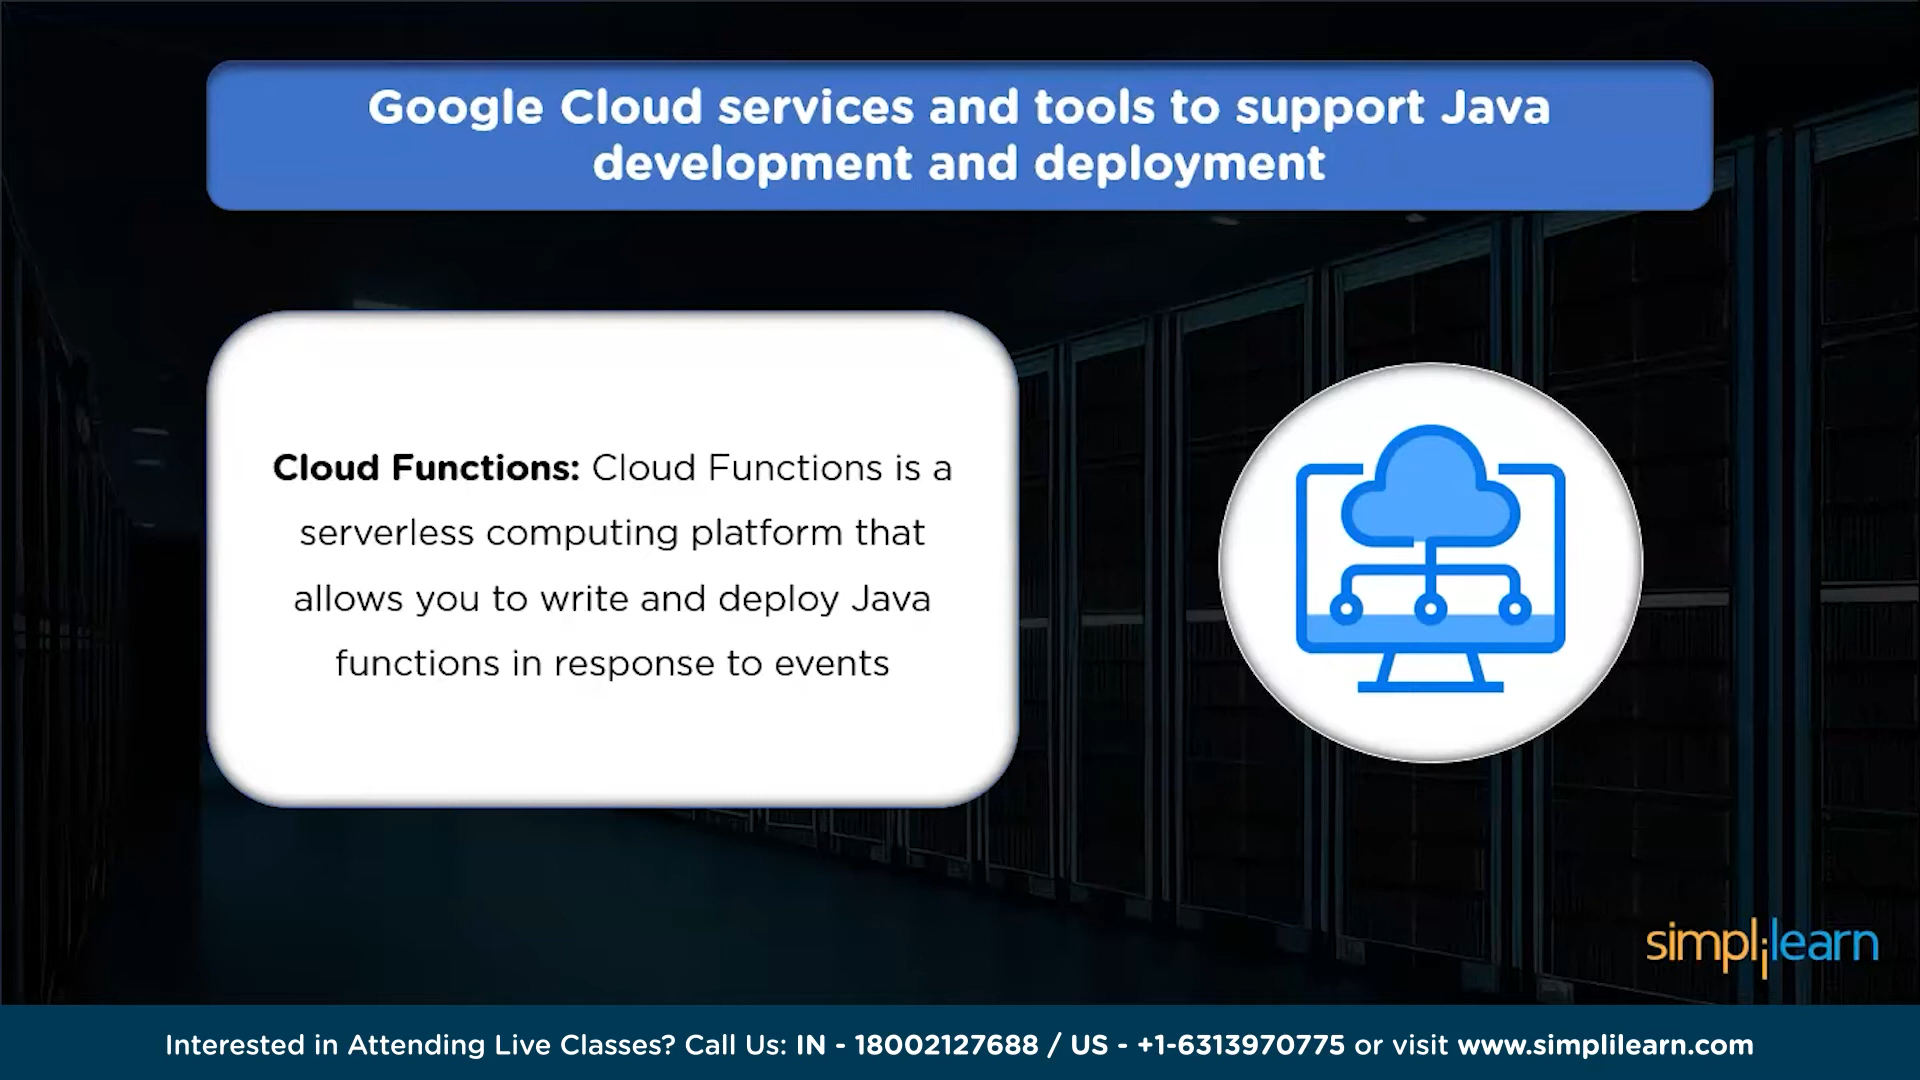 Google Cloud services and tools to support Java
development and deployment
Cloud Functions: Cloud Functions is a
serverless computing platform that
allows you to write and deploy Java
functions in response to events
simplilearn
Interested in Attending Live Classes? Call Us: IN - 18002127688 / US - +1-6313970775 or visit www.simplilearn.com